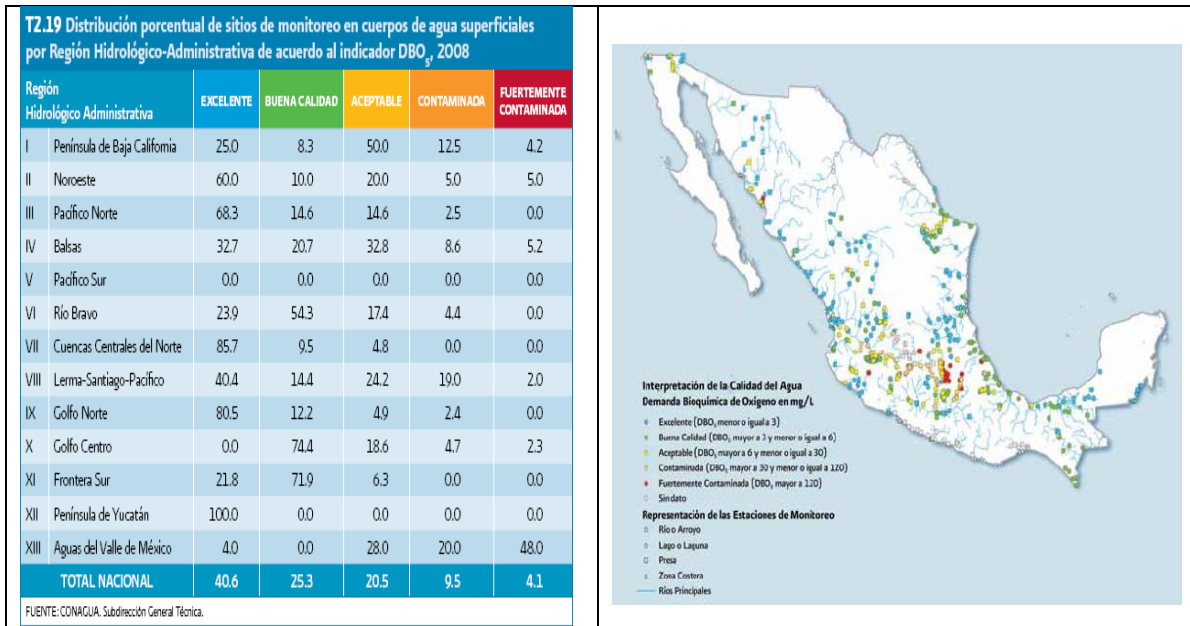 T2.19 Distribución porcentual de sitios de monitoreo en cuerpos de agua superficiales
por Región Hidrológico-Administrativa de acuerdo al indicador DBO5, 2008
Región
Hidrológico Administrativa
EXCELENTE BUENA CALIDAD ACEPTABLE CONTAMINADA FUERTEMENTE
CONTAMINADA
I Península de Baja California 25.0 8.3 50.0 12.5 4.2
II Noroeste 60.0 10.0 20.0 5.0 5.0
III Pacífico Norte 68.3 14.6 14.6 2.5 0.0
IV Balsas 32.7 20.7 32.8 8.6 5.2
V Pacífico Sur 0.0 0.0 0.0 0.0 0.0
VI Río Bravo 23.9 54.3 17.4 4.4 0.0
VII Cuencas Centrales del Norte 85.7 9.5 4.8 0.0 0.0
VIII Lerma-Santiago-Pacífico 40.4 14.4 24.2 19.0 2.0
IX Golfo Norte 80.5 12.2 4.9 2.4 0.0
X Golfo Centro 0.0 74.4 18.6 4.7 2.3
XI Frontera Sur 21.8 71.9 6.3 0.0 0.0
XII Península de Yucatán 100.0 0.0 0.0 0.0 0.0
XIII Aguas del Valle de México 4.0 0.0 28.0 20.0 48.0
TOTAL NACIONAL 40.6 25.3 20.5 9.5 4.1
FUENTE: CONAGUA. Subdirección General Técnica.
Interpretación de la Calidad del Agua
Demanda Bioquímica de Oxígeno en mg/L
Excelente (DBO5 menor o igual a 3)
Buena Calidad (DBO5 mayor a 3 y menor o igual a 6)
Aceptable (DBO5 mayor a 6 y menor o igual a 30)
Contaminada (DBO5 mayor a 30 y menor o igual a 120)
Fuertemente Contaminada (DBO5 mayor a 120)
Sin dato
Representación de las Estaciones de Monitoreo
Río o Arroyo
Lago o Laguna
Presa
Zona Costera
Ríos Principales